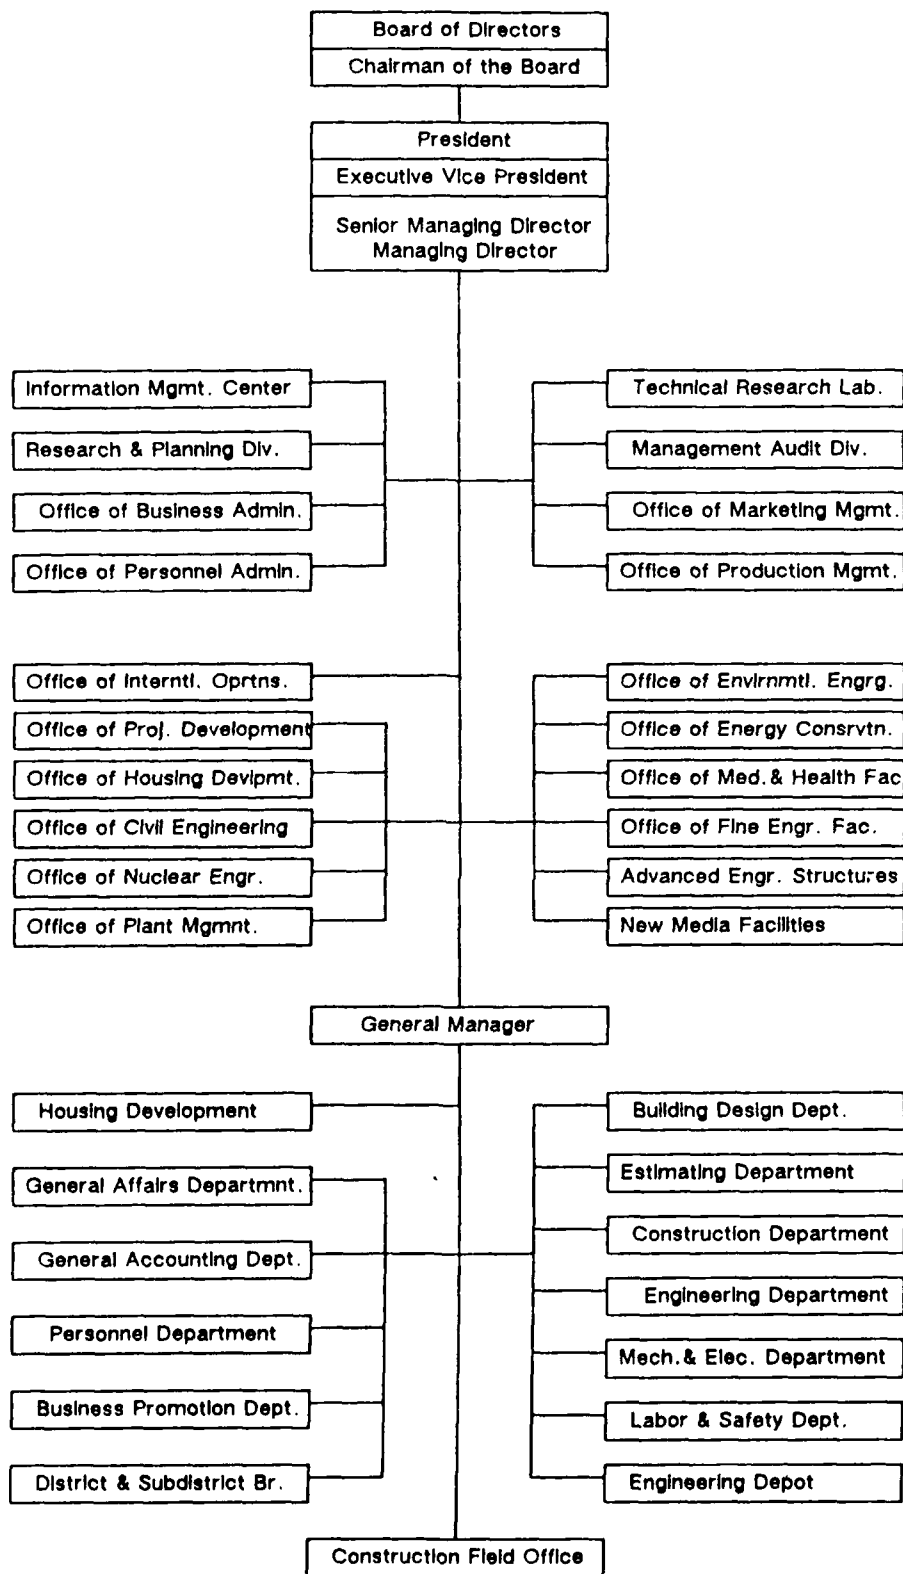 Board of Directors
Chairman of the Board
President
Executive Vice President
Senior Managing Director
Managing Director
Information Mgmt. Center
Technical Research Lab.
Research & Planning Div.
Management Audit Div.
Office of Business Admin.
Office of Marketing Mgmt.
Office of Personnel Admin.
Office of Production Mgmt.
Office of Interntl. Oprtns.
Office of Envirnmtl. Engrg.
Office of Proj. Development
Office of Energy Consrvtn.
Office of Housing Devlpmt.
Office of Med.& Health Fac
Office of Civil Engineering
Office of Fine Engr. Fac.
Office of Nuclear Engr.
Advanced Engr. Structures
Office of Plant Mgmnt.
New Media Facilities
General Manager
Housing Development
Building Design Dept.
General Affairs Departmnt.
Estimating Department
Construction Department
General Accounting Dept.
Engineering Department
Personnel Department
Mech.& Elec. Department
Business Promotion Dept.
Labor & Safety Dept.
District & Subdistrict Br.
Engineering Depot
Construction Field Office